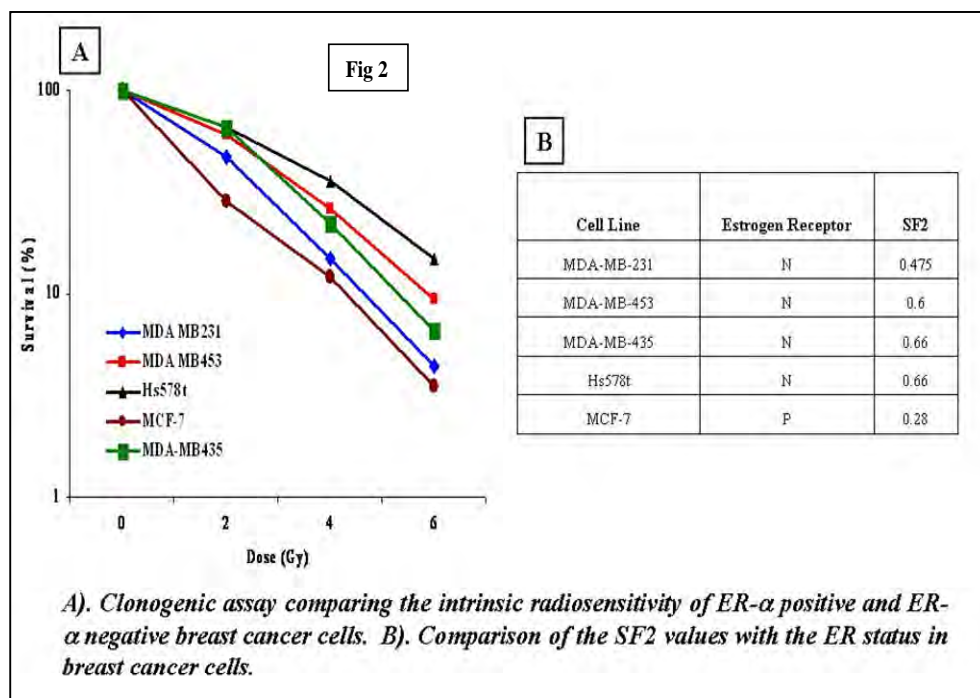 A
Fig 2
100
10
1
Survival (%)
MDA MB231
MDA MB453
Hs578t
MCF-7
MDA-MB435
0 2 4 6
Dose (Gy)
B
Cell Line Estrogen Receptor SF2
MDA-MB-231 N 0.475
MDA-MB-453 N 0.6
MDA-MB-435 N 0.66
Hs578t N 0.66
MCF-7 P 0.28
A). Clonogenic assay comparing the intrinsic radiosensitivity of ER-α positive and ER-
α negative breast cancer cells. B). Comparison of the SF2 values with the ER status in
breast cancer cells.